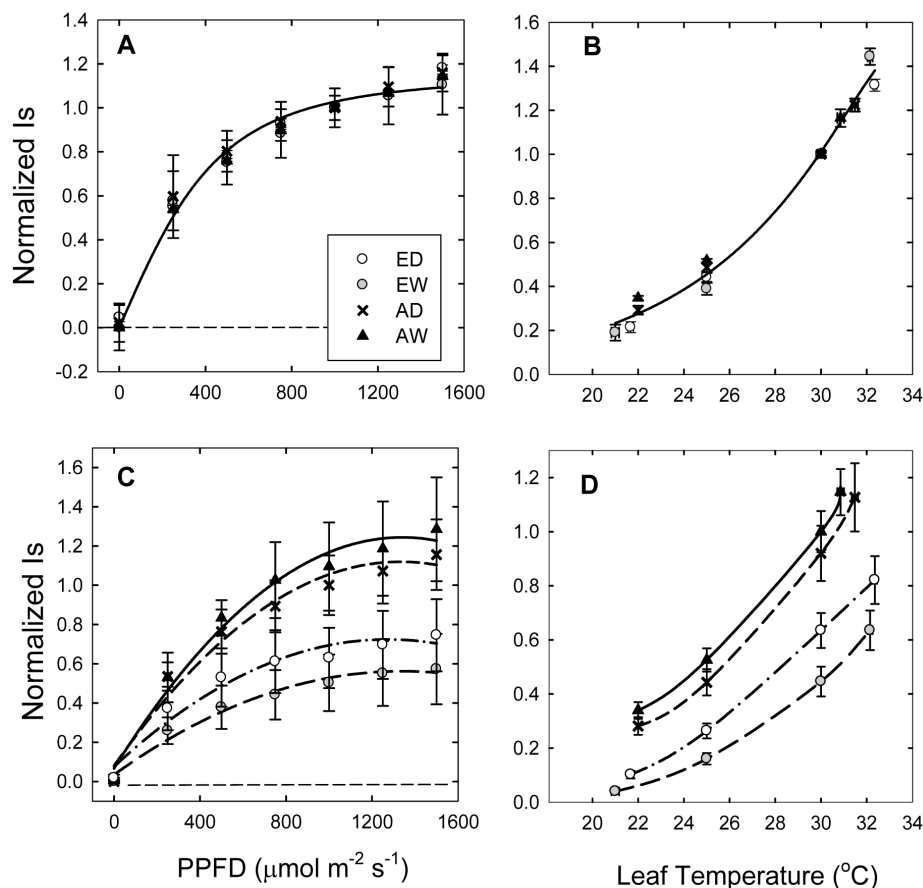 A
Normalized Is
1.4
1.2
1.0
0.8
0.6
0.4
0.2
0.0
-0.2
0 400 800 1200 1600
ED
EW
AD
AW
B
1.6
1.4
1.2
1.0
0.8
0.6
0.4
0.2
0.0
20 22 24 26 28 30 32 34
C
Normalized Is
1.6
1.4
1.2
1.0
0.8
0.6
0.4
0.2
0.0
0 400 800 1200 1600
PPFD (μmol m⁻² s⁻¹)
D
1.2
1.0
0.8
0.6
0.4
0.2
0.0
20 22 24 26 28 30 32 34
Leaf Temperature (°C)